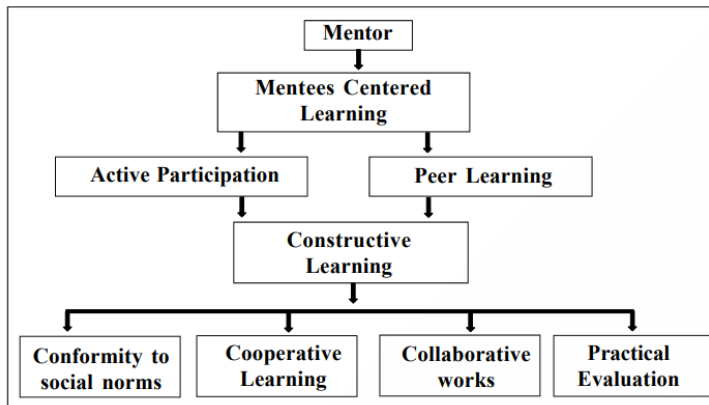 Mentor
Mentees Centered
Learning
Active Participation
Peer Learning
Constructive
Learning
Conformity to
social norms
Cooperative
Learning
Collaborative
works
Practical
Evaluation